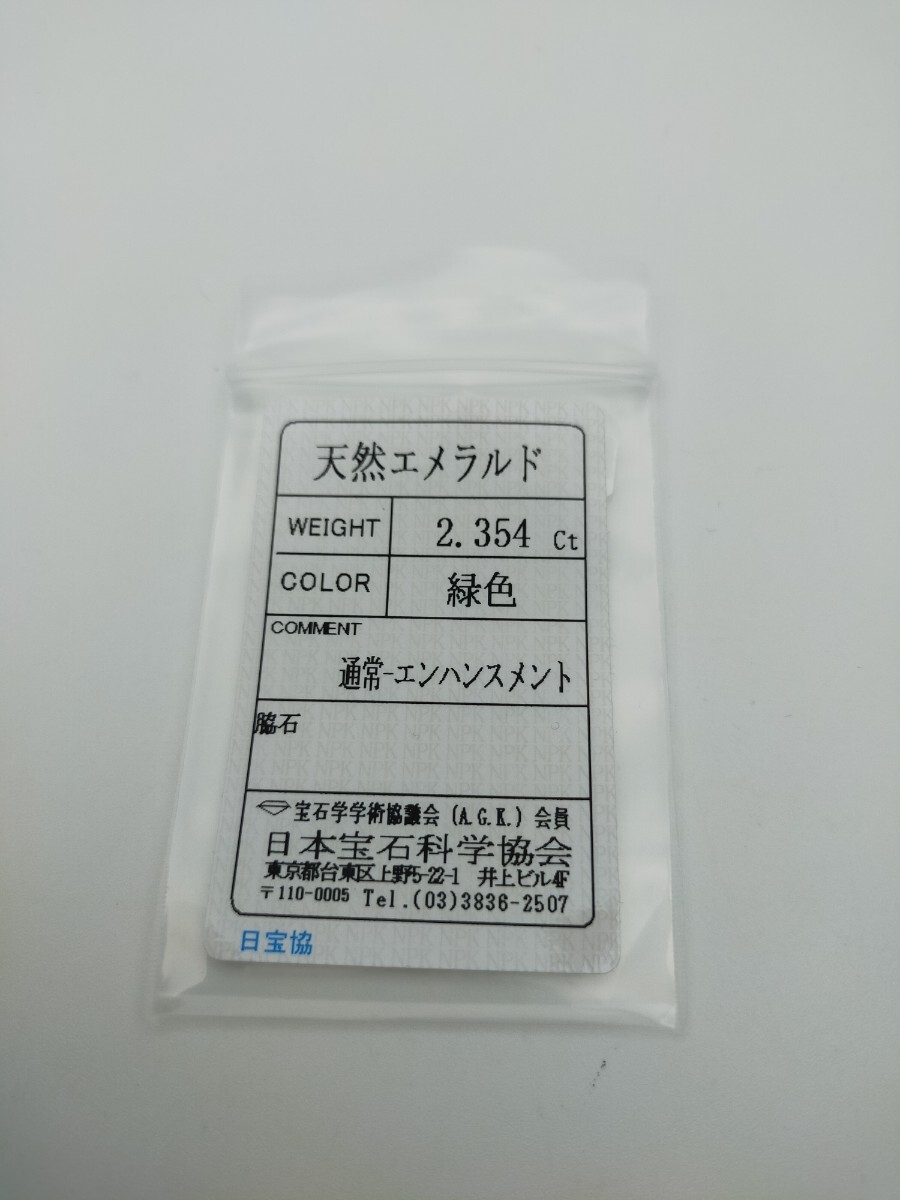 天然エメラルド
WEIGHT 2.354 Ct
COLOR 緑色
COMMENT
通常-エンハンスメント
脇石
宝石学学術協議会 (A.G.K.) 会員
日本宝石科学協会
東京都台東区上野5-22-1 井上ビル4F
〒110-0005 Tel.(03)3836-2507
日宝協